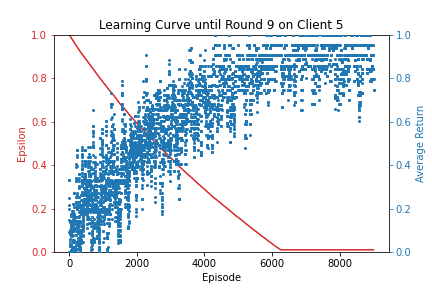 Learning Curve until Round 9 on Client 5
1.0 1.0
0.8 0.8
0.6 0.6
0.4 0.4
0.2 0.2
0.0 0.0
Epsilon
Average Return
0 2000 4000 6000 8000
Episode